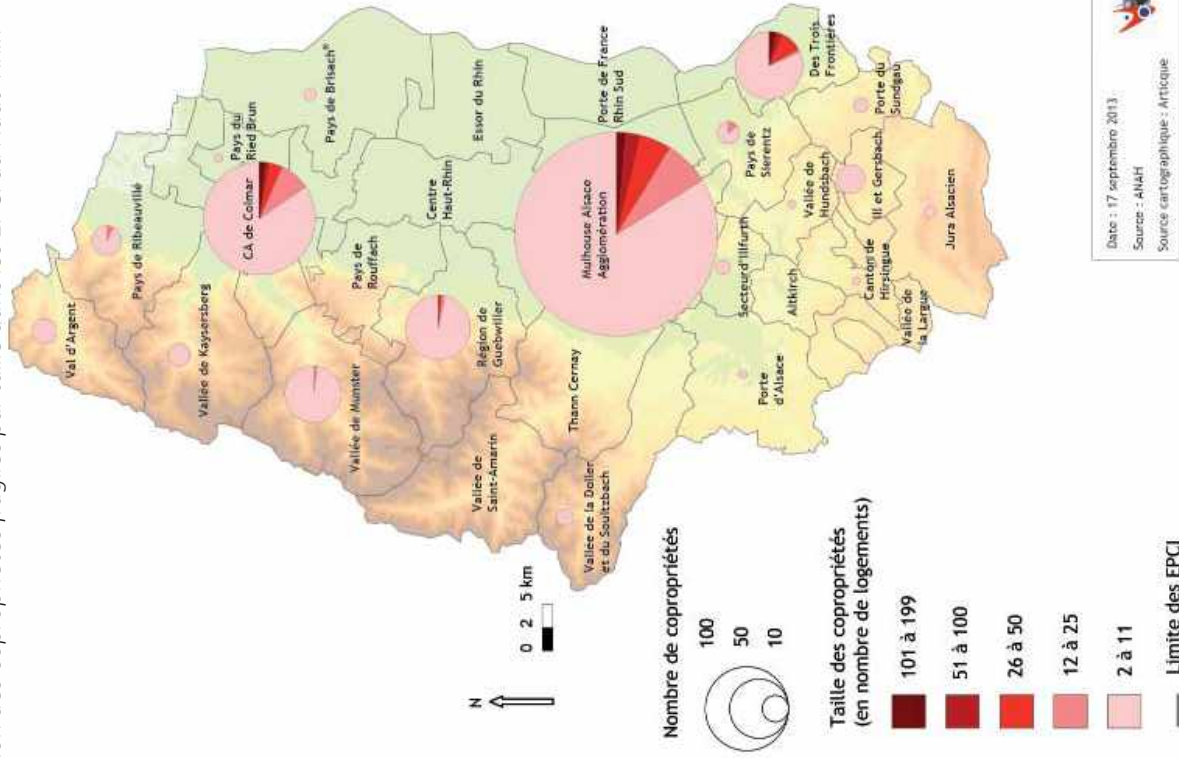 Val d'Argent
Pays de Ribeauvillé
Pays du
Ried Brun
Vallée de Kaysersberg
CA de Colmar
Pays de Brisach
Vallée de Munster
Pays de
Rouffach
Centre
Haut-Rhin
Essor du Rhin
Région de
Guebwiller
Vallée de
Saint-Amarin
Thann Cernay
Mulhouse Alsace
Agglomération
Porte de France
Rhin Sud
Vallée de la Doller
et du Soultzbach
Porte
d'Alsace
Secteur d'Illfurth
Pays de
Sierentz
Des Trois
Frontières
Altkirch
Vallée de
Hundsbach
Canton de
Hirsingue
Ill et Gersbach
Porte du
Sundgau
Vallée de
la Largue
Jura Alsacien
N
0 2 5 km
Nombre de copropriétés
100
50
10
Taille des copropriétés
(en nombre de logements)
101 à 199
51 à 100
26 à 50
12 à 25
2 à 11
Limite des EPCI
Date : 17 septembre 2013
Source : ANAH
Source cartographique : Articque